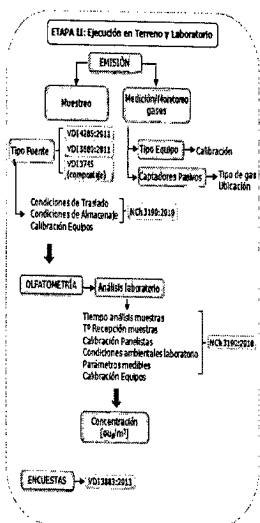 ETAPA II: Ejecución en Terreno y Laboratorio
EMISIÓN
Muestreo
Medición/Monitoreo
gases
VDI 4285:2011
VDI 3880:2011
VDI 3745
(compostaje)
Tipo Fuente
Tipo Equipo
Calibración
Captadores Pasivos
Tipo de gas
Ubicación
Condiciones de Traslado
Condiciones de Almacenaje
Calibración Equipos
NCh 3190:2010
OLFATOMETRÍA
Análisis laboratorio
Tiempo análisis muestras
Tº Recepción muestras
Calibración Panelistas
Condiciones ambientales laboratorio
Parámetros medibles
Calibración Equipos
NCh 3190:2010
Concentración
[ouE/m³]
ENCUESTAS
VDI 3883:2013